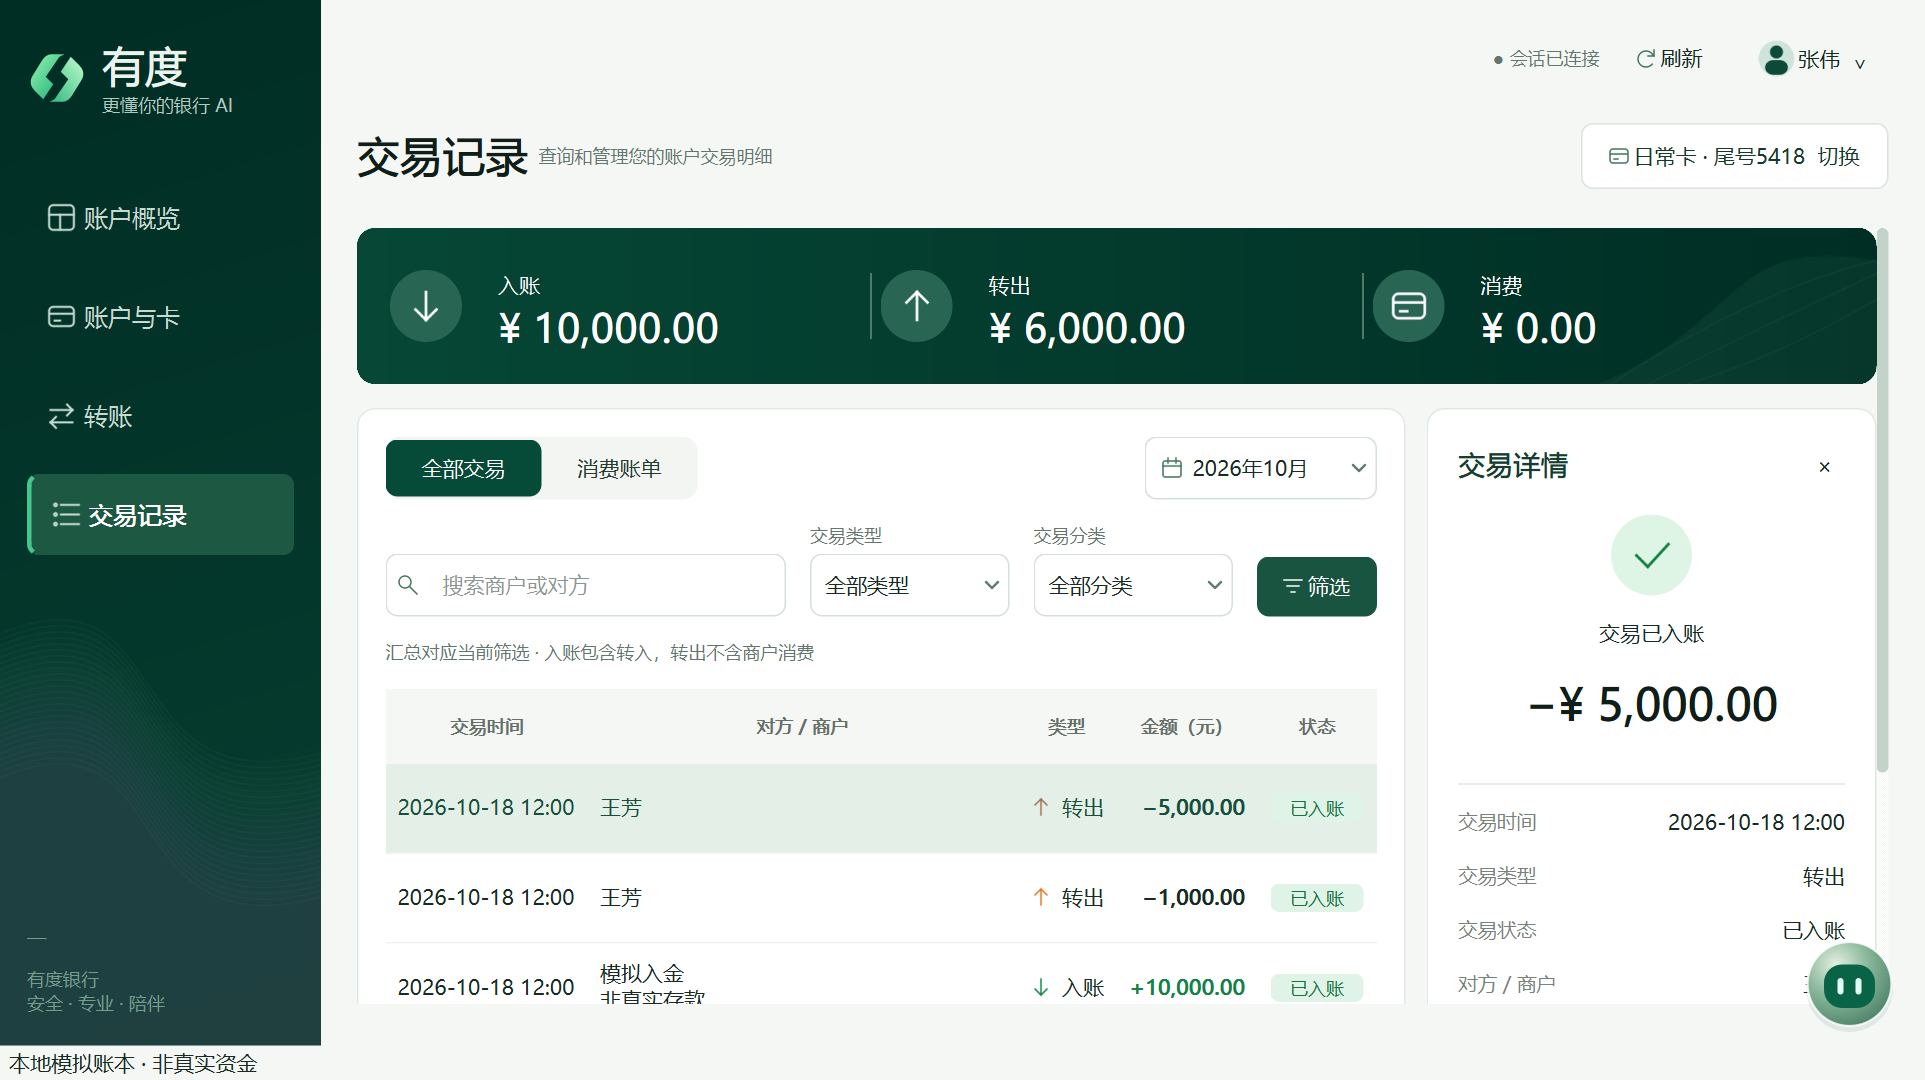 有度
更懂你的银行 AI
账户概览
账户与卡
转账
交易记录
有度银行
安全 · 专业 · 陪伴
本地模拟账本 · 非真实资金
会话已连接
刷新
张伟
交易记录 查询和管理您的账户交易明细
日常卡 · 尾号5418 切换
入账
¥ 10,000.00
转出
¥ 6,000.00
消费
¥ 0.00
全部交易 消费账单
2026年10月
交易类型 交易分类
搜索商户或对方 全部类型 全部分类 筛选
汇总对应当前筛选 · 入账包含转入，转出不含商户消费
交易时间 对方 / 商户 类型 金额（元） 状态
2026-10-18 12:00 王芳 转出 −5,000.00 已入账
2026-10-18 12:00 王芳 转出 −1,000.00 已入账
2026-10-18 12:00 模拟入金 入账 +10,000.00 已入账
非真实存款
交易详情 ×
交易已入账
−¥ 5,000.00
交易时间 2026-10-18 12:00
交易类型 转出
交易状态 已入账
对方 / 商户